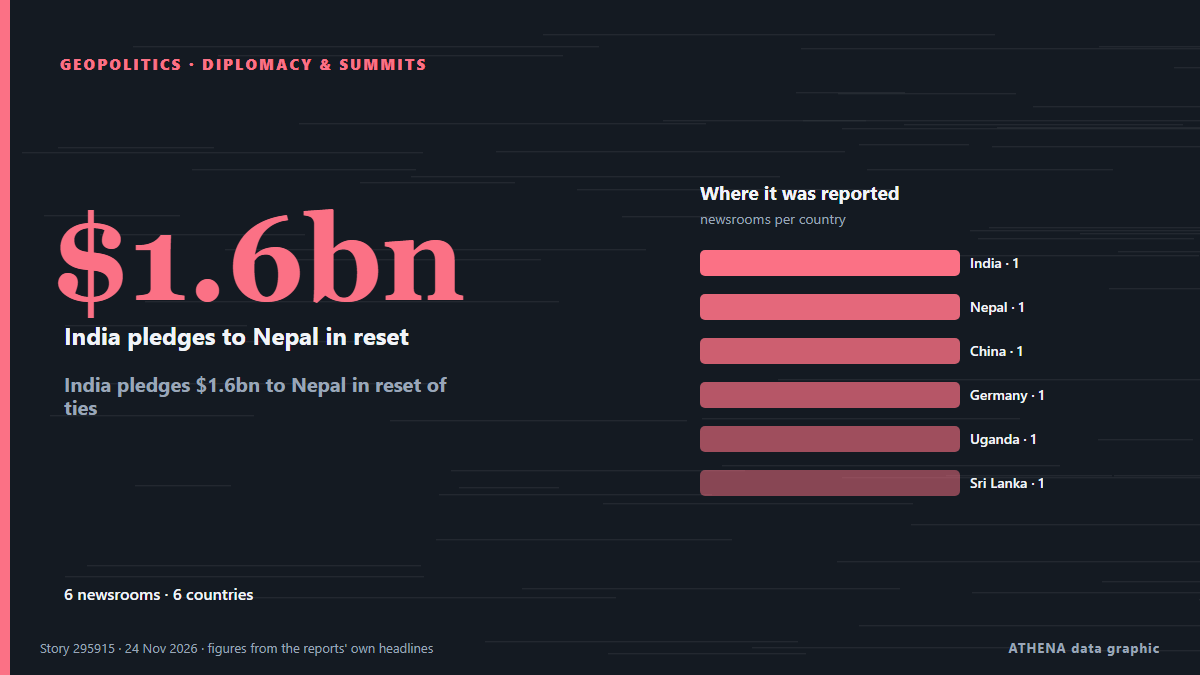 GEOPOLITICS · DIPLOMACY & SUMMITS
$1.6bn
India pledges to Nepal in reset
India pledges $1.6bn to Nepal in reset of
ties
6 newsrooms · 6 countries
Where it was reported
newsrooms per country
India · 1
Nepal · 1
China · 1
Germany · 1
Uganda · 1
Sri Lanka · 1
Story 295915 · 24 Nov 2026 · figures from the reports' own headlines
ATHENA data graphic